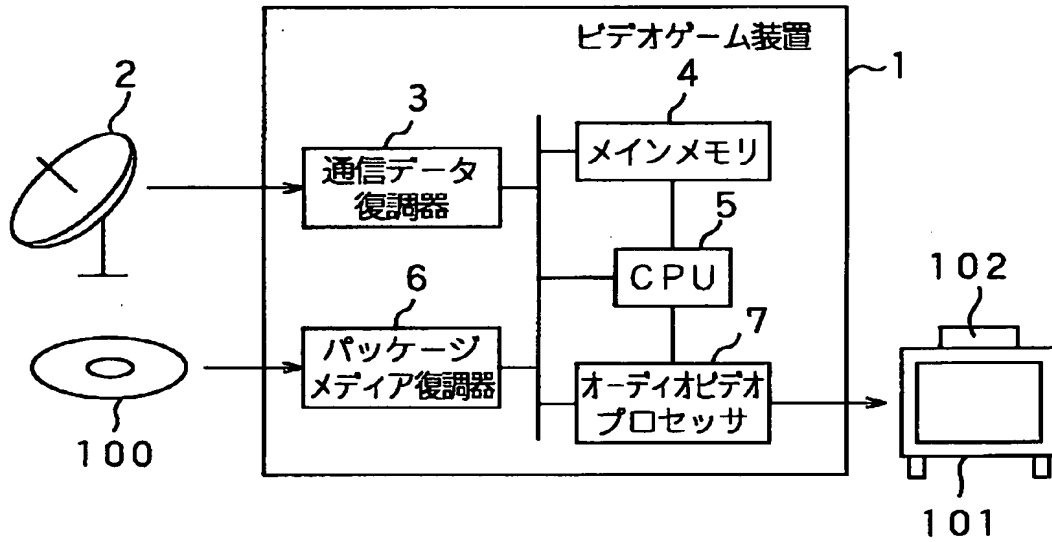 ビデオゲーム装置
1
2
3
4
通信データ
復調器
メインメモリ
5
CPU
6
パッケージ
メディア復調器
7
オーディオビデオ
プロセッサ
100
102
101